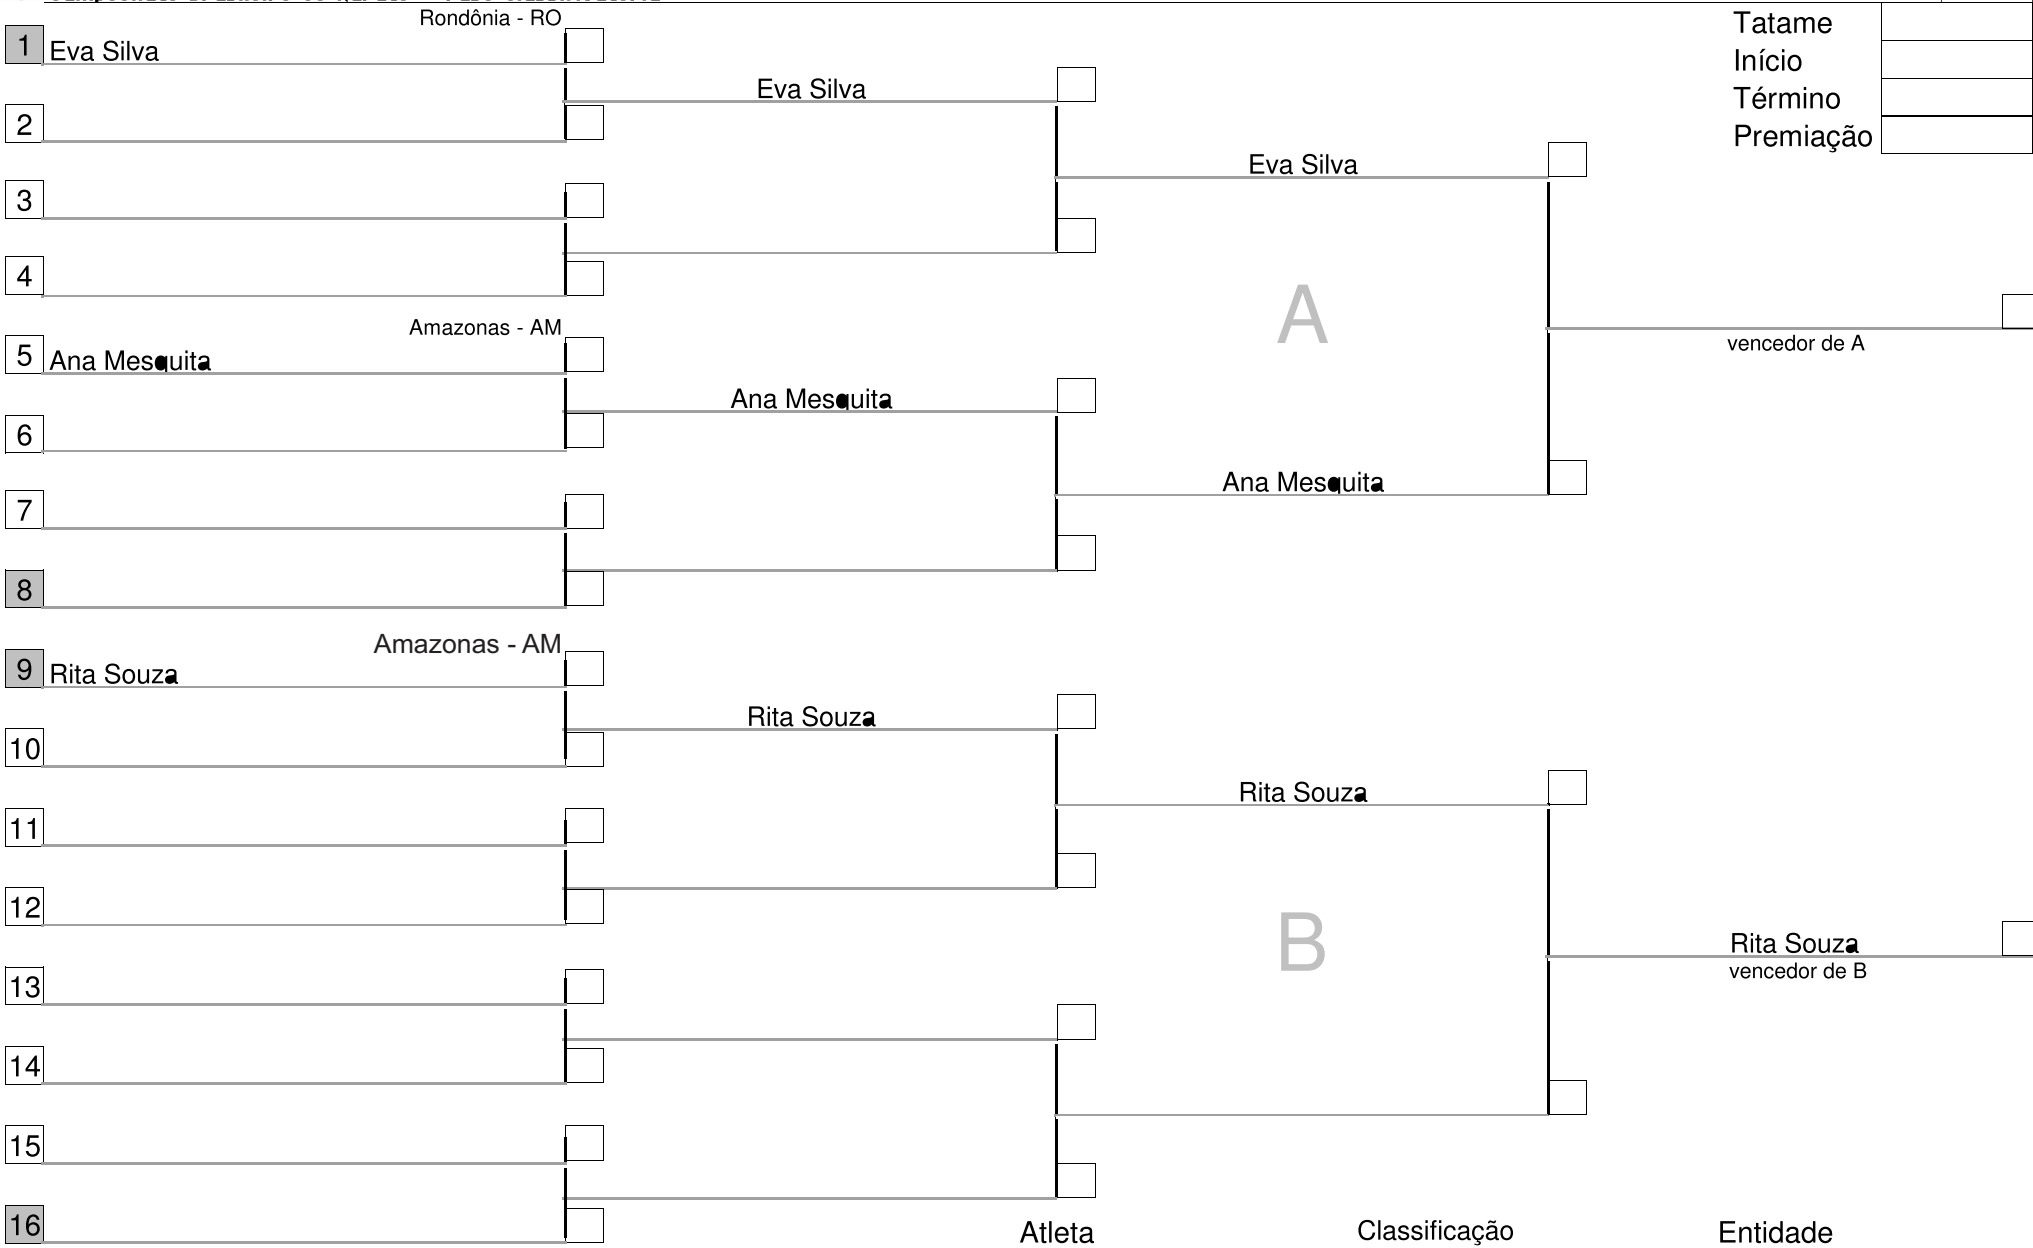 Rondônia - RO
Tatame
1 Eva Silva
Início
Eva Silva
Término
2
Premiação
Eva Silva
3
4
A
Amazonas - AM
vencedor de A
5 Ana Mesquita
Ana Mesquita
6
Ana Mesquita
7
8
Amazonas - AM
9 Rita Souza
Rita Souza
10
Rita Souza
11
12
B
Rita Souza
vencedor de B
13
14
15
16
Atleta Classificação Entidade